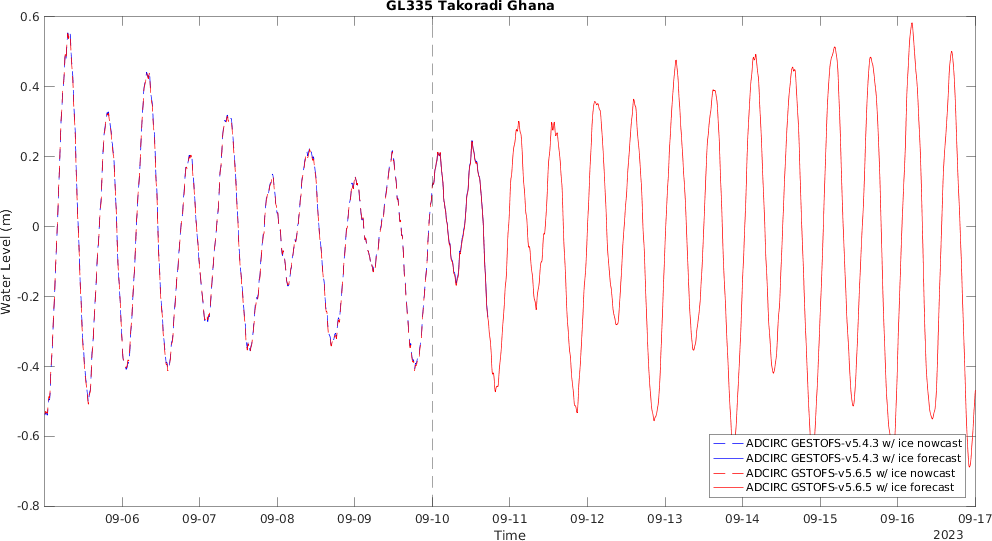 GL335 Takoradi Ghana
0.6
0.4
0.2
0
-0.2
-0.4
-0.6
-0.8
Water Level (m)
ADCIRC GESTOFS-v5.4.3 w/ ice nowcast
ADCIRC GESTOFS-v5.4.3 w/ ice forecast
ADCIRC GSTOFS-v5.6.5 w/ ice nowcast
ADCIRC GSTOFS-v5.6.5 w/ ice forecast
09-06 09-07 09-08 09-09 09-10 09-11 09-12 09-13 09-14 09-15 09-16 09-17
Time
2023